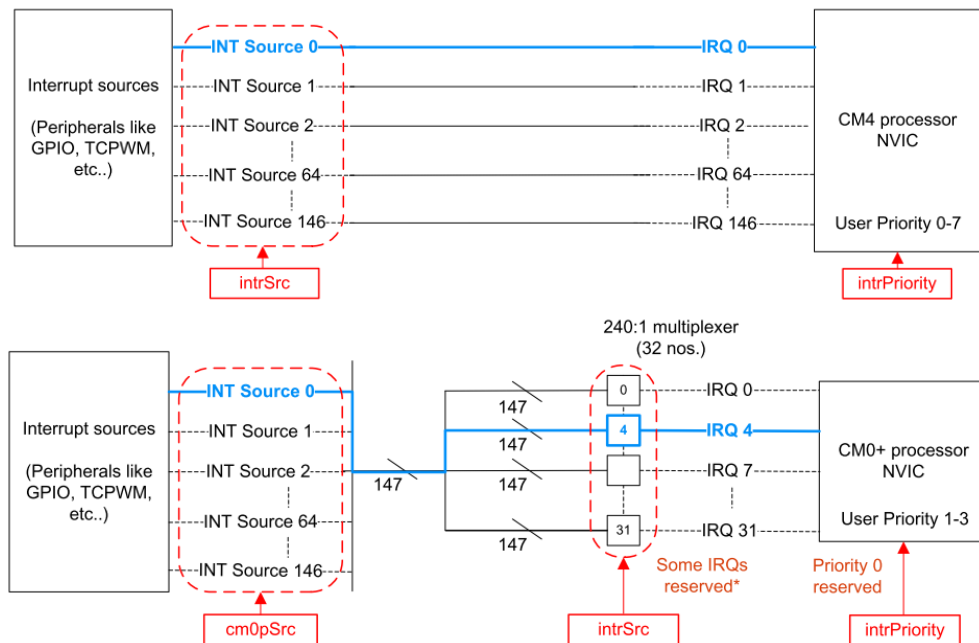 INT Source 0
IRQ 0
Interrupt sources
INT Source 1
IRQ 1
(Peripherals like
GPIO, TCPWM,
etc..)
INT Source 2
IRQ 2
CM4 processor
NVIC
INT Source 64
IRQ 64
INT Source 146
IRQ 146
User Priority 0-7
intrSrc
intrPriority
240:1 multiplexer
(32 nos.)
INT Source 0
0
IRQ 0
147
Interrupt sources
INT Source 1
4
IRQ 4
147
CM0+ processor
NVIC
(Peripherals like
GPIO, TCPWM,
etc..)
INT Source 2
147
IRQ 7
147
INT Source 64
31
IRQ 31
147
User Priority 1-3
INT Source 146
Some IRQs
reserved*
Priority 0
reserved
cm0pSrc
intrSrc
intrPriority